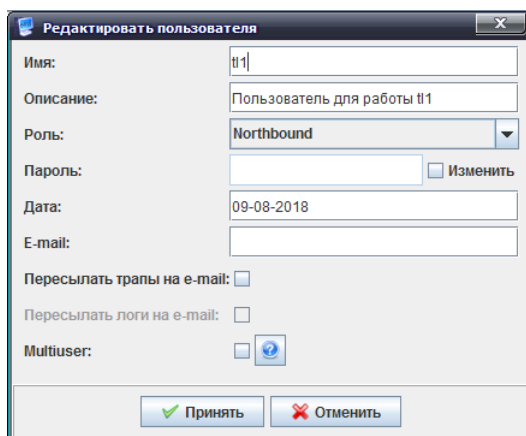 Редактировать пользователя
Имя: tl1
Описание: Пользователь для работы tl1
Роль: Northbound
Пароль: Изменить
Дата: 09-08-2018
E-mail:
Пересылать трапы на e-mail:
Пересылать логи на e-mail:
Multiuser: ?
Принять Отменить